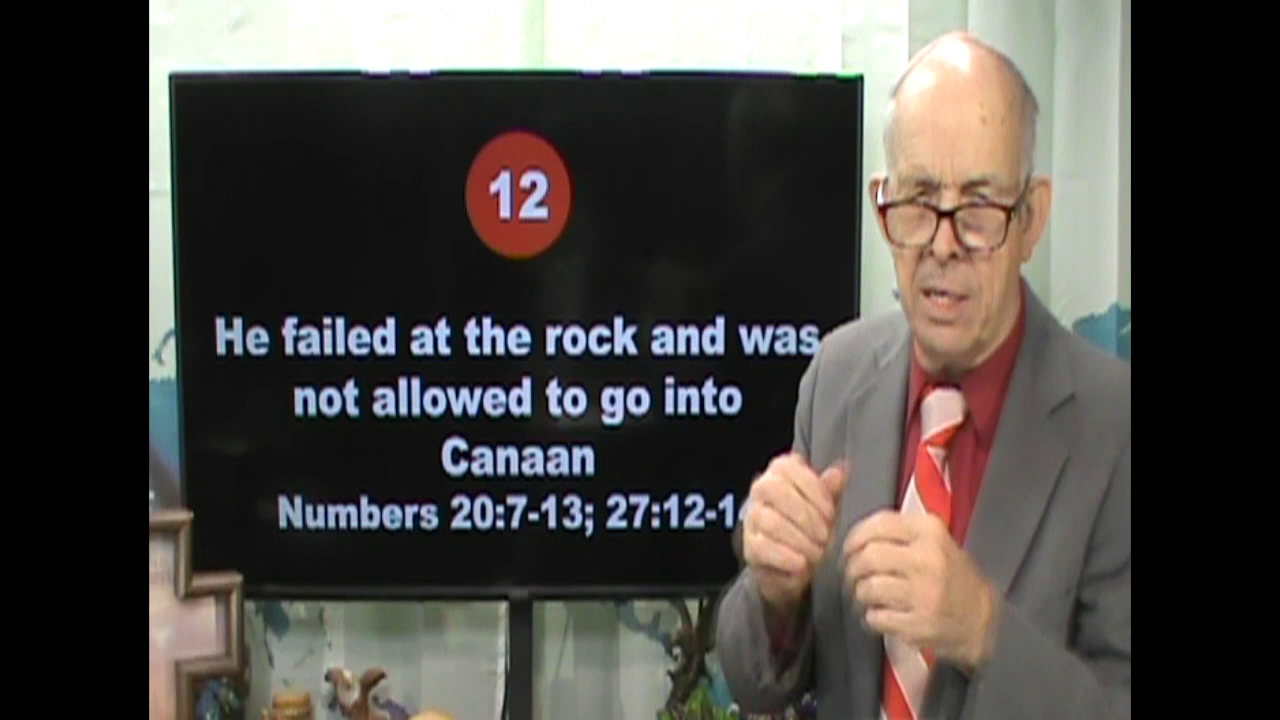 12
He failed at the rock and was
not allowed to go into
Canaan
Numbers 20:7-13; 27:12-